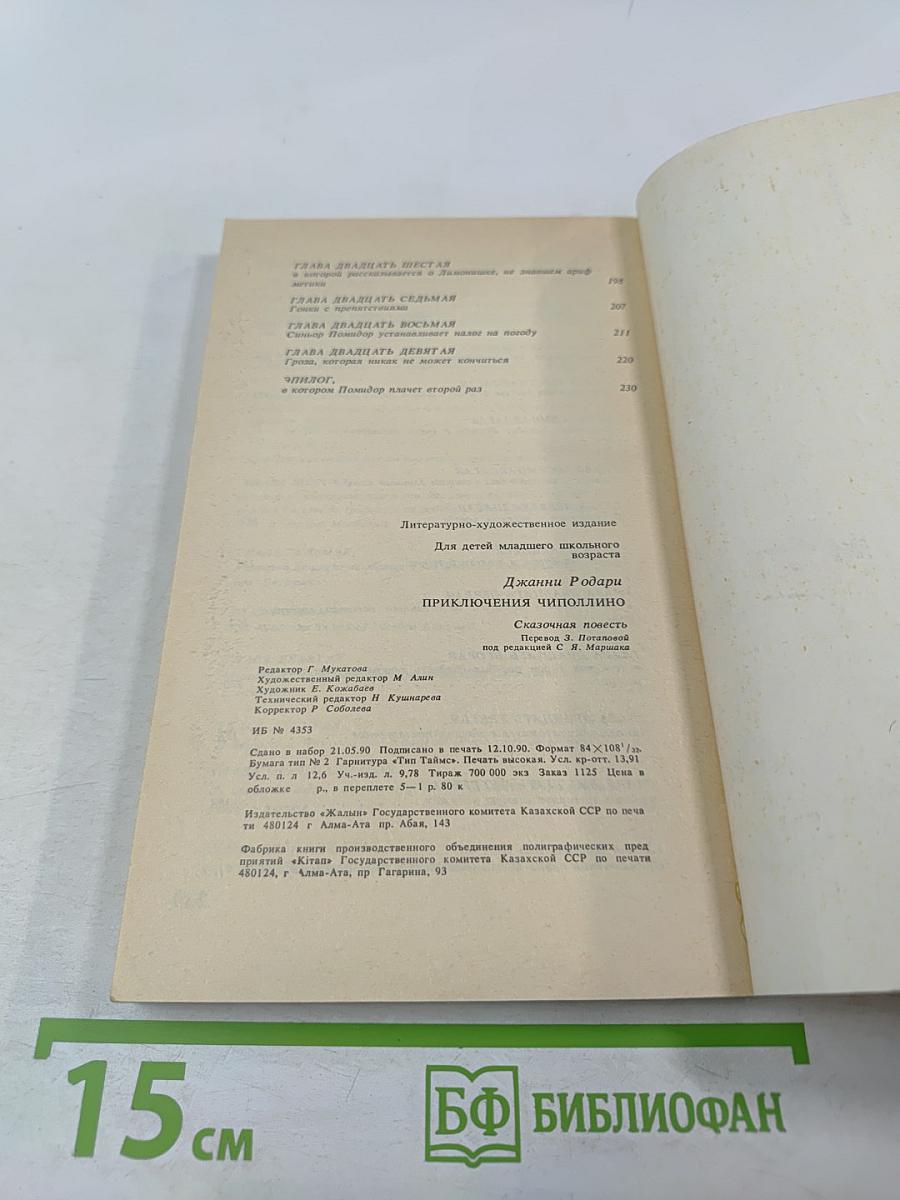 ГЛАВА ДВАДЦАТЬ ШЕСТАЯ
в которой рассказывается о Лимонишке, не знавшем ариф
метики 198
ГЛАВА ДВАДЦАТЬ СЕДЬМАЯ
Гонки с препятствиями 207
ГЛАВА ДВАДЦАТЬ ВОСЬМАЯ
Синьор Помидор устанавливает налог на погоду 211
ГЛАВА ДВАДЦАТЬ ДЕВЯТАЯ
Гроза, которая никак не может кончиться 220
ЭПИЛОГ,
в котором Помидор плачет второй раз 230
Литературно-художественное издание
Для детей младшего школьного
возраста
Джанни Родари
ПРИКЛЮЧЕНИЯ ЧИПОЛЛИНО
Сказочная повесть
Перевод З. Потаповой
под редакцией С Я. Маршака
Редактор Г Мукатова
Художественный редактор М Алин
Художник Е. Кожабаев
Технический редактор Н Кушнарева
Корректор Р Соболева
ИБ № 4353
Сдано в набор 21.05.90 Подписано в печать 12.10.90. Формат 84×108¹/₃₂.
Бумага тип № 2 Гарнитура «Тип Таймс». Печать высокая. Усл. кр-отт. 13,91
Усл. п. л 12,6 Уч.-изд. л. 9,78 Тираж 700 000 экз Заказ 1125 Цена в
обложке р., в переплете 5—1 р. 80 к
Издательство «Жалын» Государственного комитета Казахской ССР по печа
ти 480124 г Алма-Ата пр. Абая, 143
Фабрика книги производственного объединения полиграфических пред
приятий «Кітап» Государственного комитета Казахской ССР по печати
480124, г Алма-Ата, пр Гагарина, 93
15 см
БФ БИБЛИОФАН